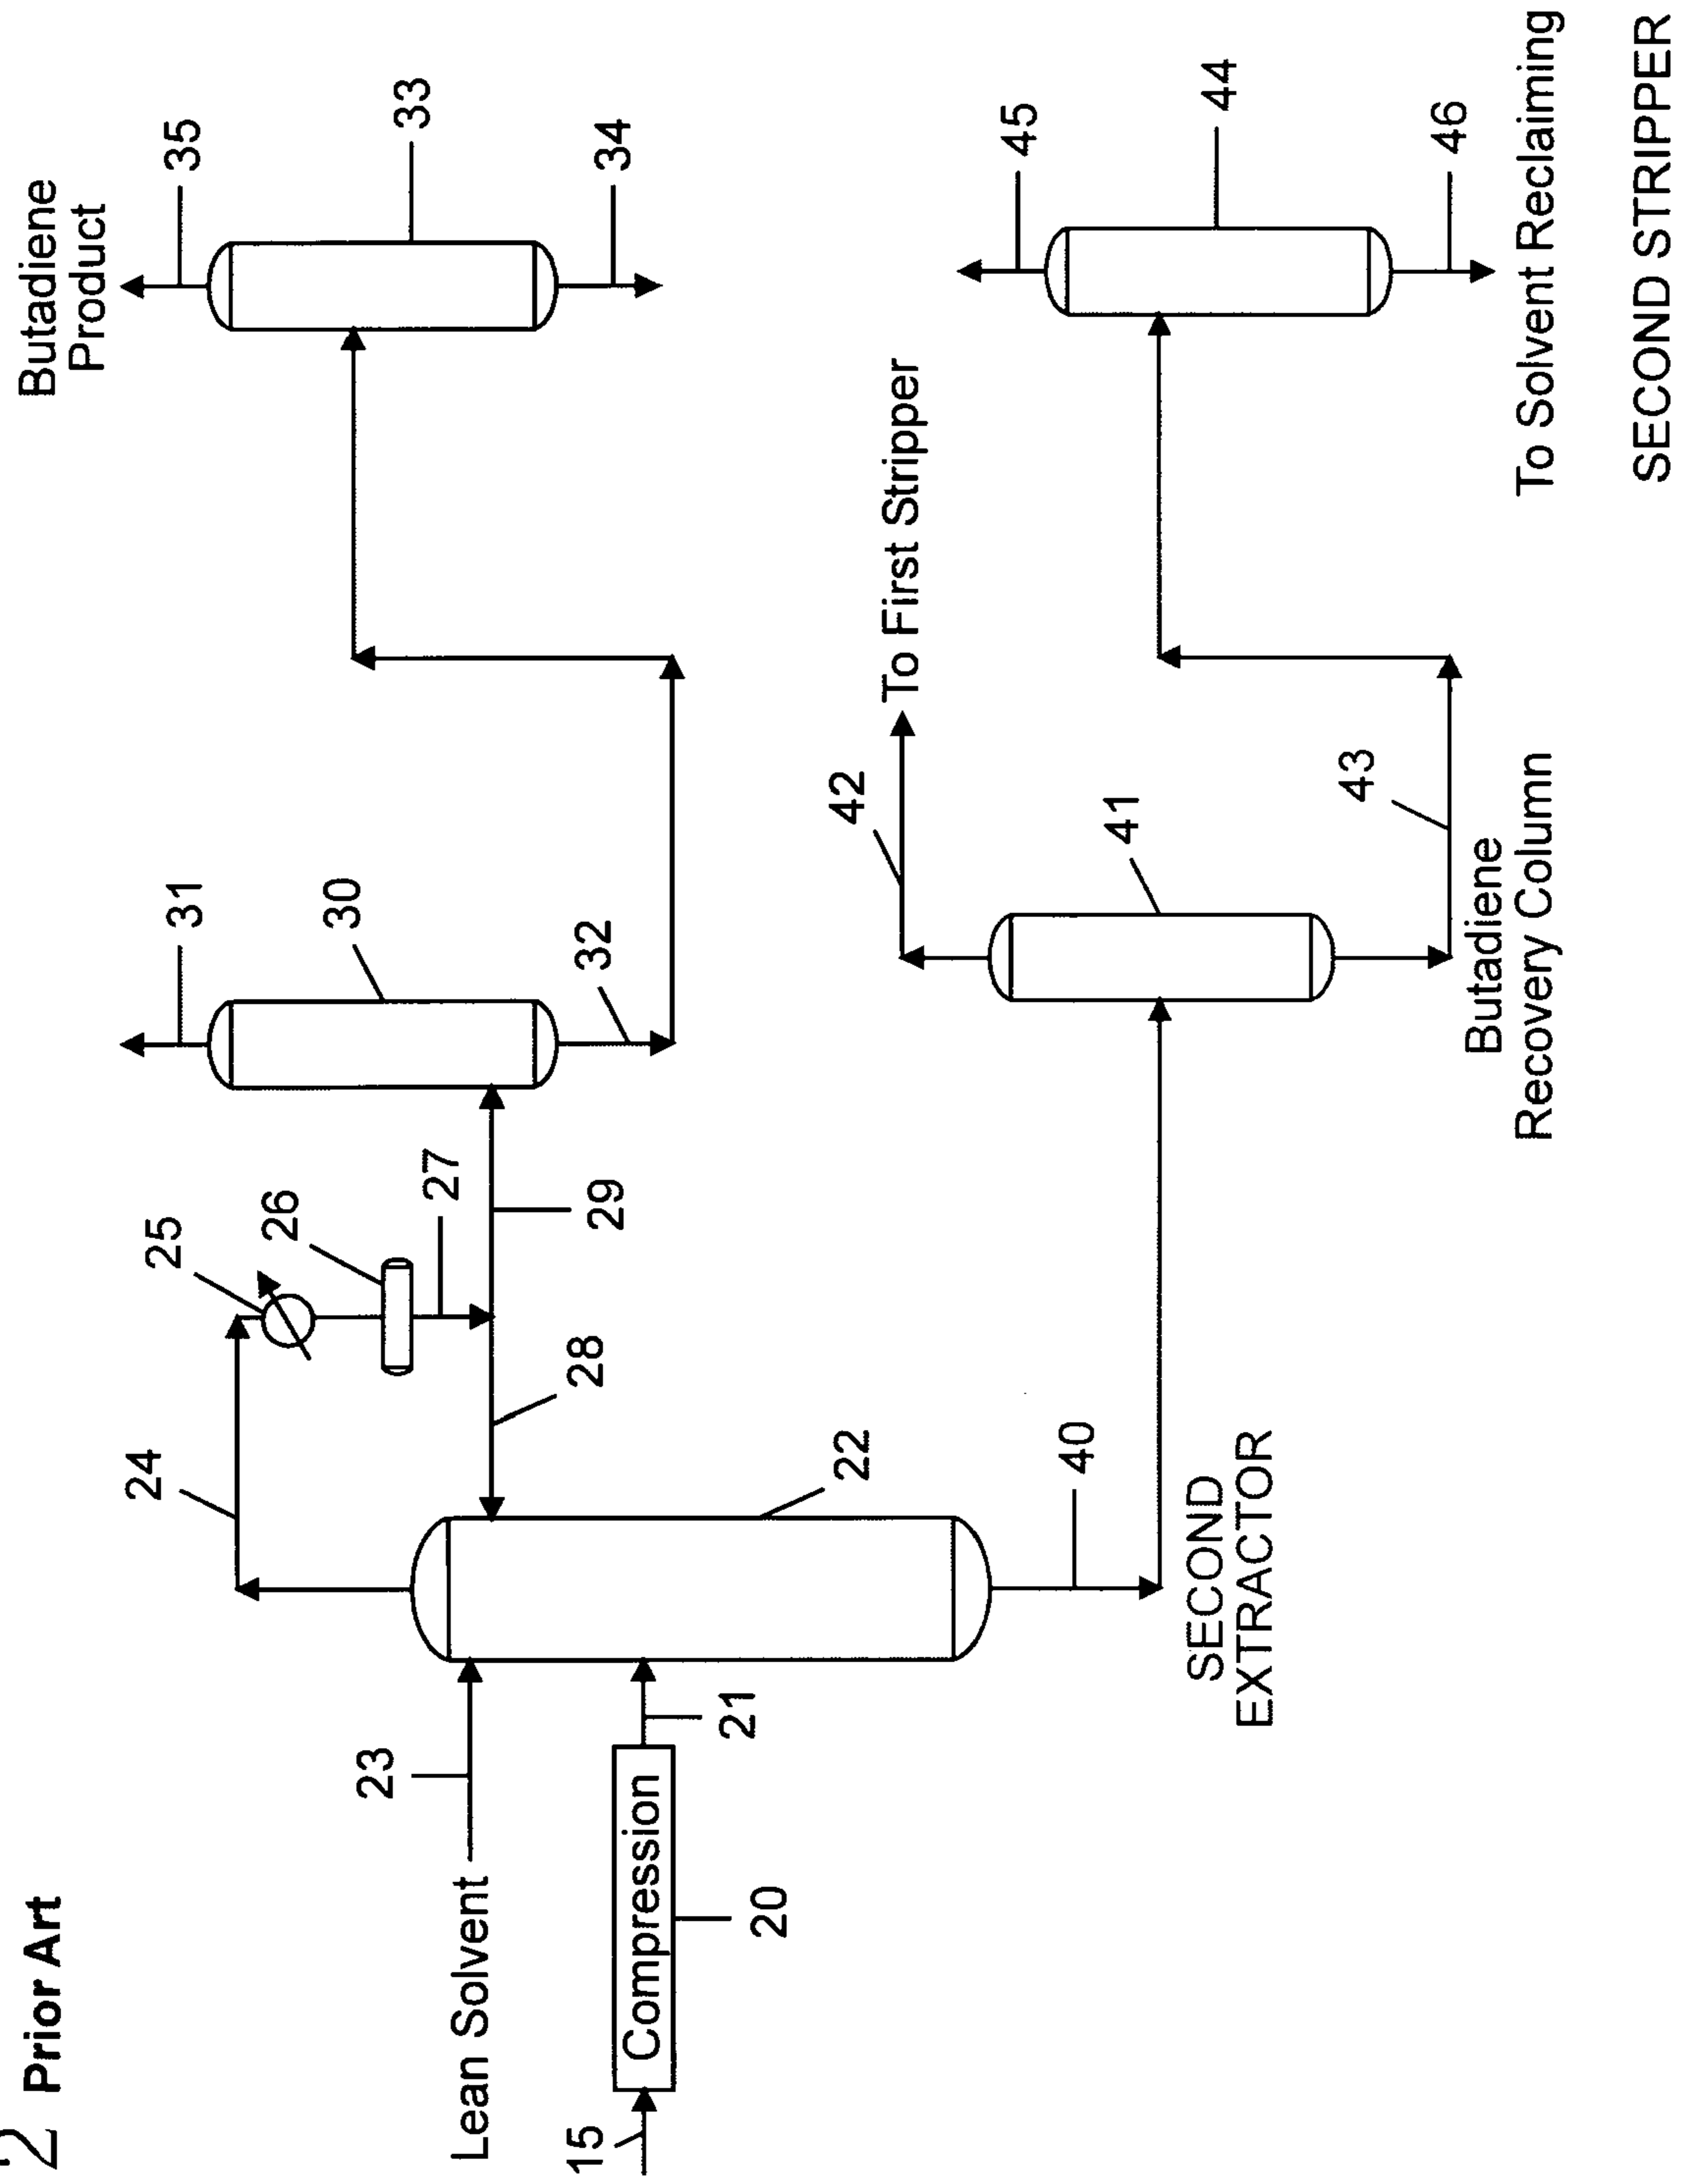 2 Prior Art
Butadiene
Product
24
25
31
35
26
30
23
33
27
Lean Solvent
15
28
29
32
34
Compression
21
20
22
42
To First Stripper
45
40
41
44
SECOND
EXTRACTOR
43
46
Butadiene
Recovery Column
To Solvent Reclaiming
SECOND STRIPPER